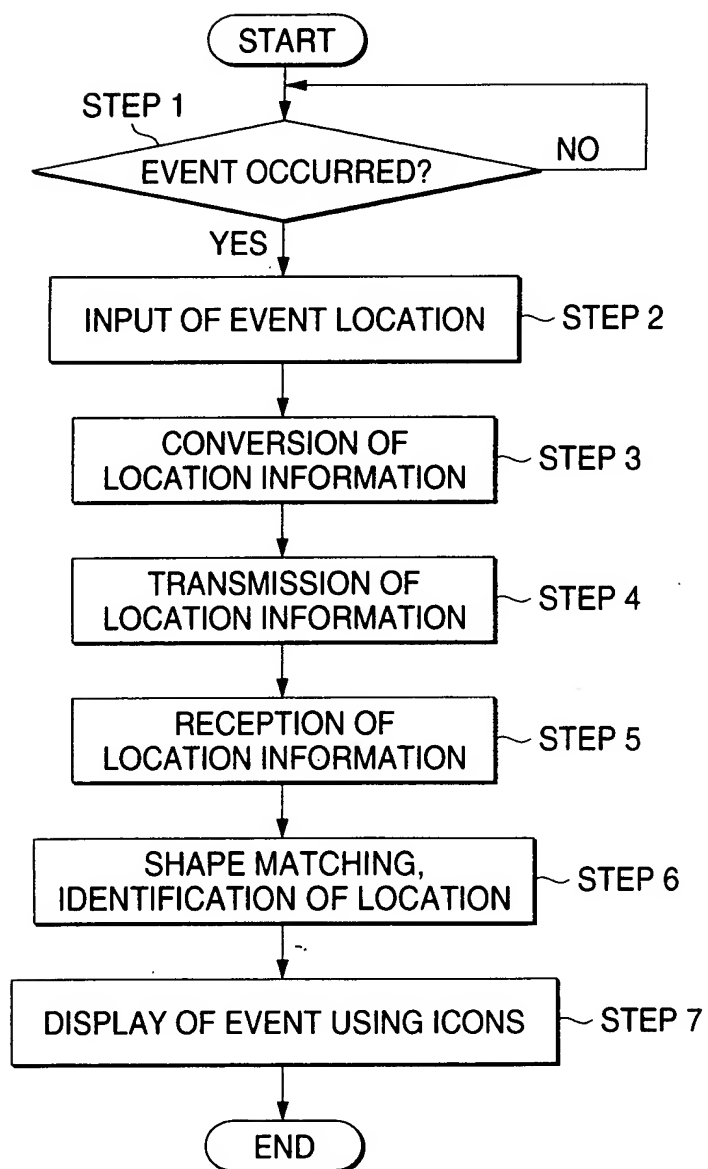 START
STEP 1
EVENT OCCURRED?
NO
YES
INPUT OF EVENT LOCATION
STEP 2
CONVERSION OF
LOCATION INFORMATION
STEP 3
TRANSMISSION OF
LOCATION INFORMATION
STEP 4
RECEPTION OF
LOCATION INFORMATION
STEP 5
SHAPE MATCHING,
IDENTIFICATION OF LOCATION
STEP 6
DISPLAY OF EVENT USING ICONS
STEP 7
END